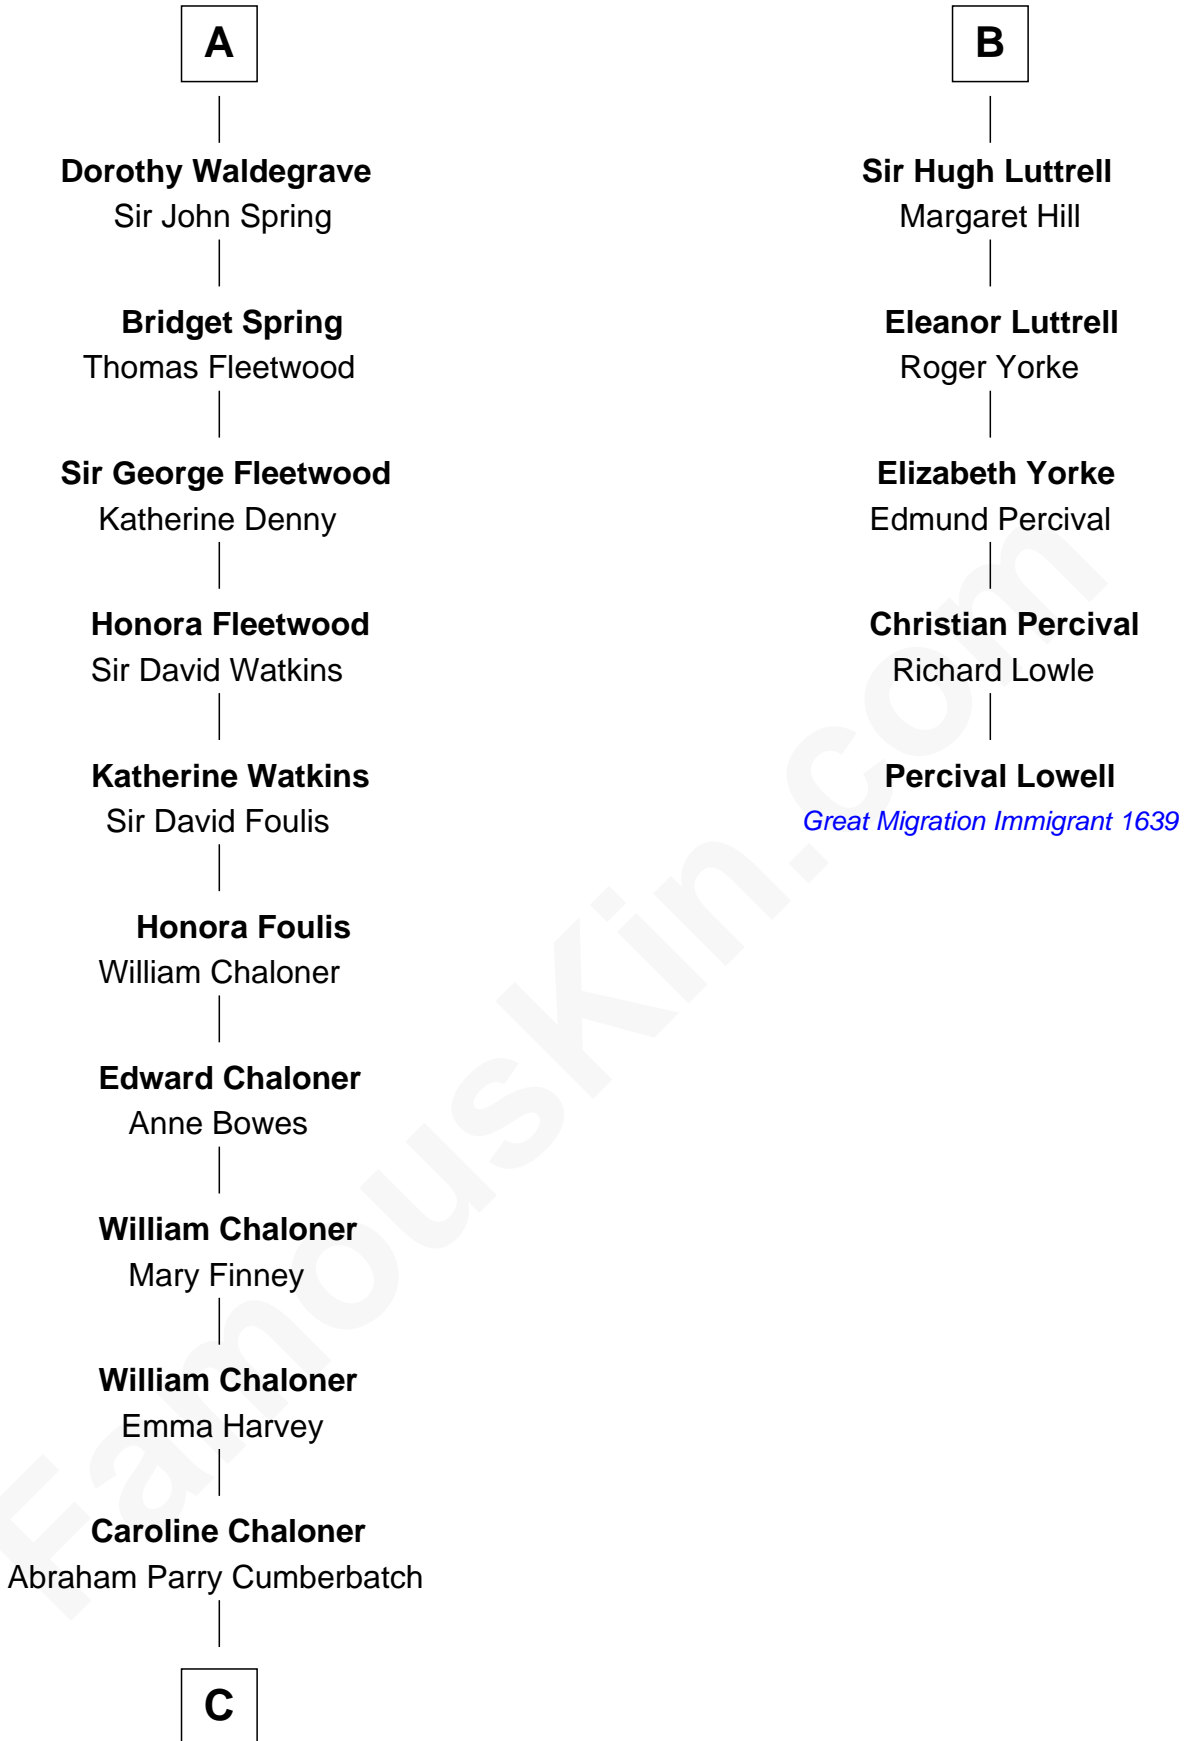 A
Dorothy Waldegrave
Sir John Spring
Bridget Spring
Thomas Fleetwood
Sir George Fleetwood
Katherine Denny
Honora Fleetwood
Sir David Watkins
Katherine Watkins
Sir David Foulis
Honora Foulis
William Chaloner
Edward Chaloner
Anne Bowes
William Chaloner
Mary Finney
William Chaloner
Emma Harvey
Caroline Chaloner
Abraham Parry Cumberbatch
C
B
Sir Hugh Luttrell
Margaret Hill
Eleanor Luttrell
Roger Yorke
Elizabeth Yorke
Edmund Percival
Christian Percival
Richard Lowle
Percival Lowell
Great Migration Immigrant 1639
FamousKin.com